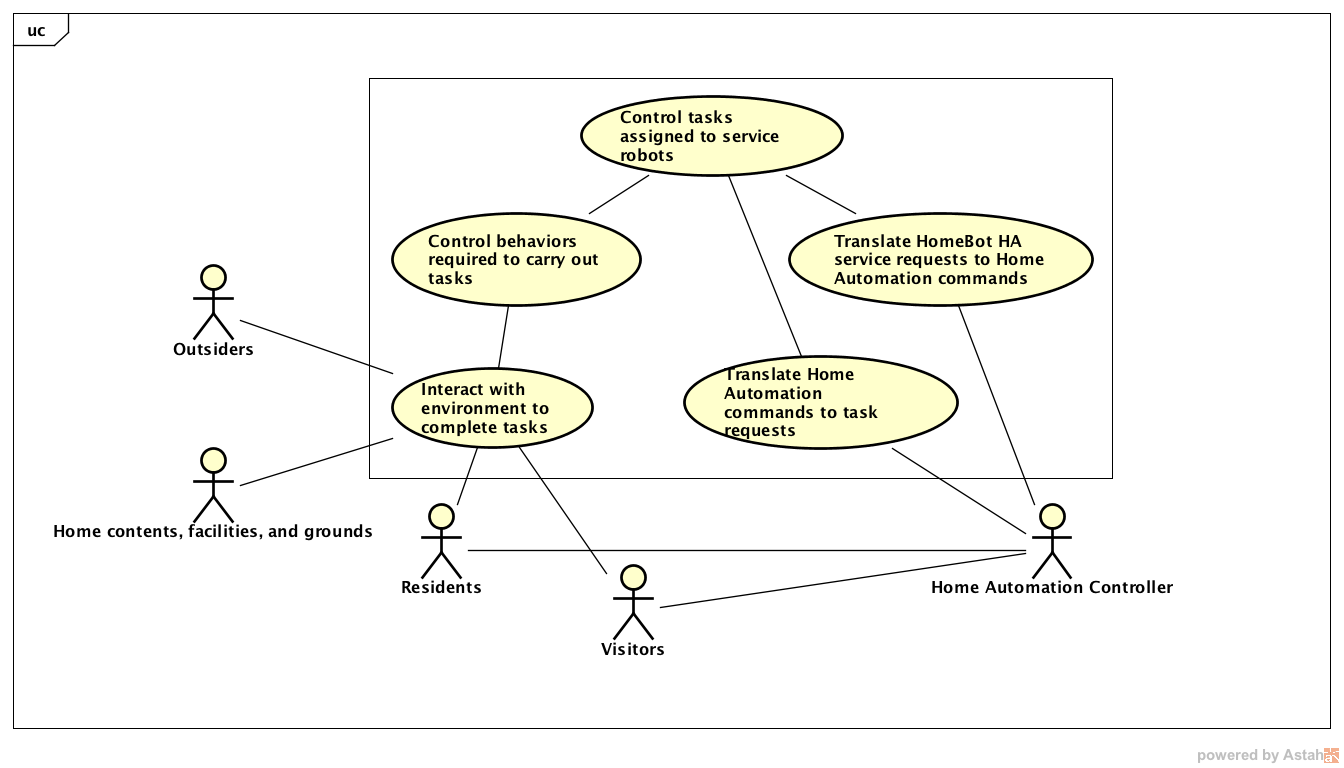 uc
Control tasks
assigned to service
robots
Control behaviors
required to carry out
tasks
Translate HomeBot HA
service requests to Home
Automation commands
Outsiders
Interact with
environment to
complete tasks
Translate Home
Automation
commands to task
requests
Home contents, facilities, and grounds
Residents
Home Automation Controller
Visitors
powered by Astah